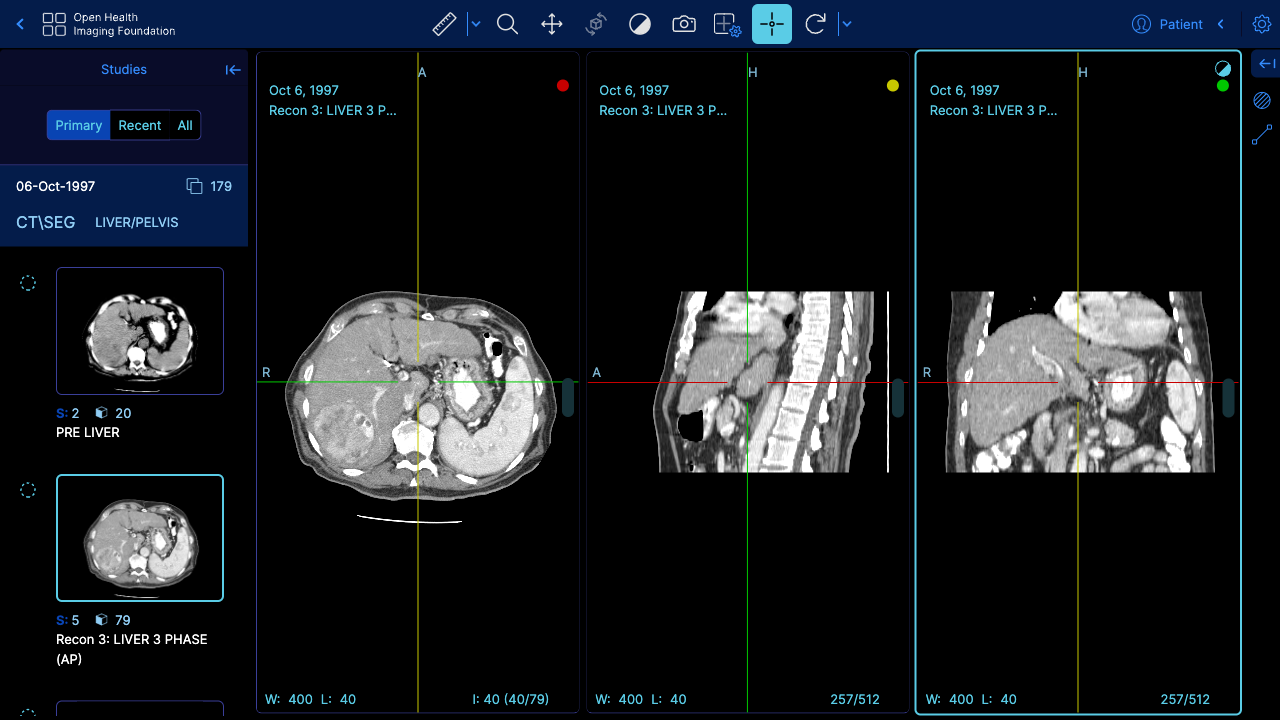 Open Health
Imaging Foundation
Patient
Studies
Primary Recent All
06-Oct-1997 179
CT\SEG LIVER/PELVIS
S: 2 20
PRE LIVER
S: 5 79
Recon 3: LIVER 3 PHASE
(AP)
A
Oct 6, 1997
Recon 3: LIVER 3 P...
R
W: 400 L: 40 I: 40 (40/79)
H
Oct 6, 1997
Recon 3: LIVER 3 P...
A
W: 400 L: 40 257/512
H
Oct 6, 1997
Recon 3: LIVER 3 P...
R
W: 400 L: 40 257/512